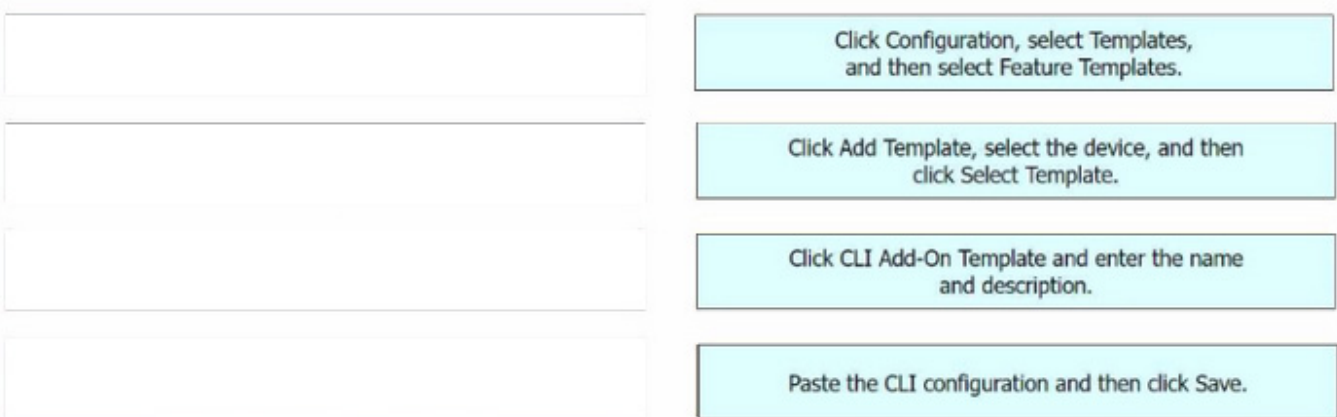 Click Configuration, select Templates,
and then select Feature Templates.
Click Add Template, select the device, and then
click Select Template.
Click CLI Add-On Template and enter the name
and description.
Paste the CLI configuration and then click Save.